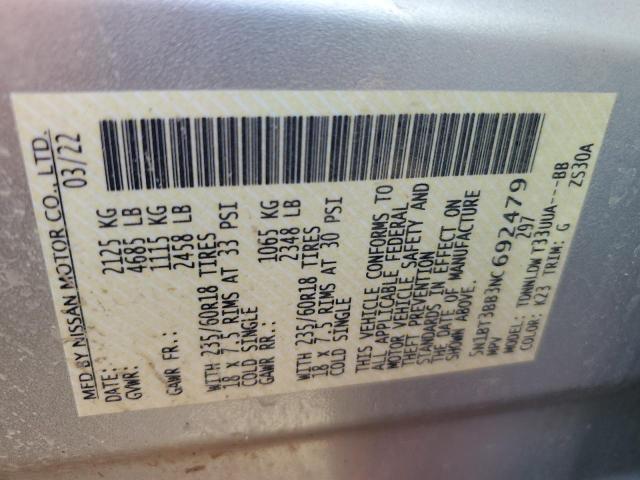 MFD BY NISSAN MOTOR CO., LTD.
DATE: 03/22
GVWR: 2125 KG
4685 LB
GAWR FR.: 1115 KG
2458 LB
WITH 235/60R18 TIRES
18 X 7.5 RIMS AT 33 PSI
COLD SINGLE
GAWR RR.: 1065 KG
2348 LB
WITH 235/60R18 TIRES
18 X 7.5 RIMS AT 30 PSI
COLD SINGLE
THIS VEHICLE CONFORMS TO
ALL APPLICABLE FEDERAL
MOTOR VEHICLE SAFETY AND
THEFT PREVENTION
STANDARDS IN EFFECT ON
THE DATE OF MANUFACTURE
SHOWN ABOVE.
5N1BT3BB3NC692479
MPV 297
MODEL: TDNNLDW T33UUA---BB
COLOR: K23 TRIM: G ZS30A